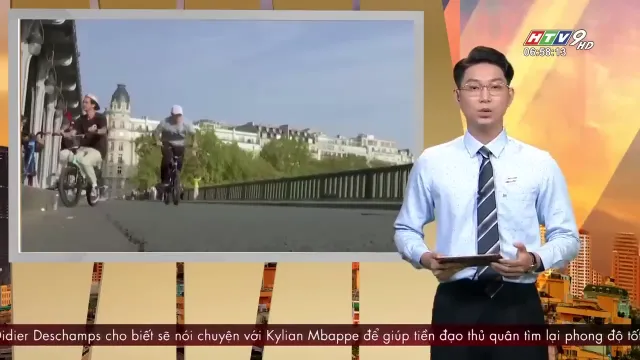 HTV9 HD
06:58:13
Didier Deschamps cho biết sẽ nói chuyện với Kylian Mbappe để giúp tiền đạo thủ quân tìm lại phong độ tố